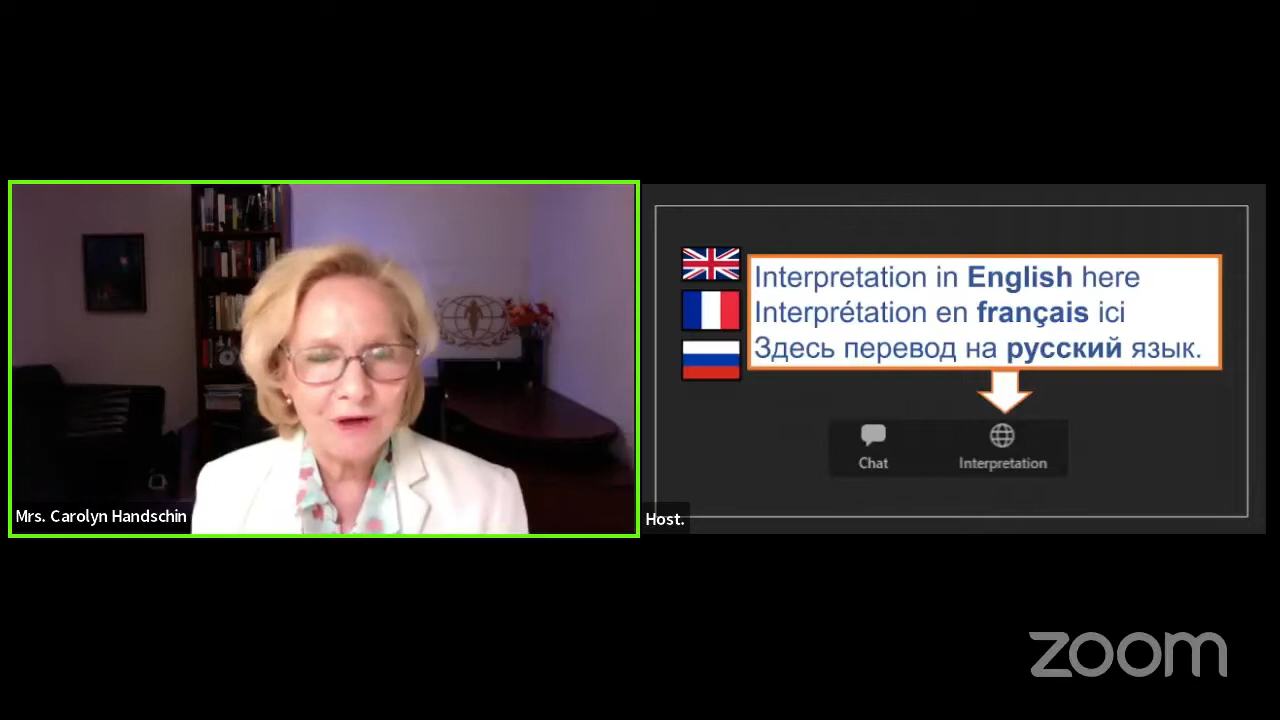 Mrs. Carolyn Handschin
Interpretation in English here
Interprétation en français ici
Здесь перевод на русский язык.
Chat
Interpretation
Host.
zoom